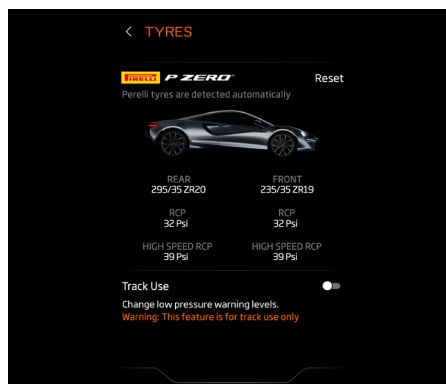 < TYRES
PIRELLI P ZERO™ Reset
Perelli tyres are detected automatically
REAR FRONT
295/35 ZR20 235/35 ZR19
RCP RCP
32 Psi 32 Psi
HIGH SPEED RCP HIGH SPEED RCP
39 Psi 39 Psi
Track Use
Change low pressure warning levels.
Warning: This feature is for track use only